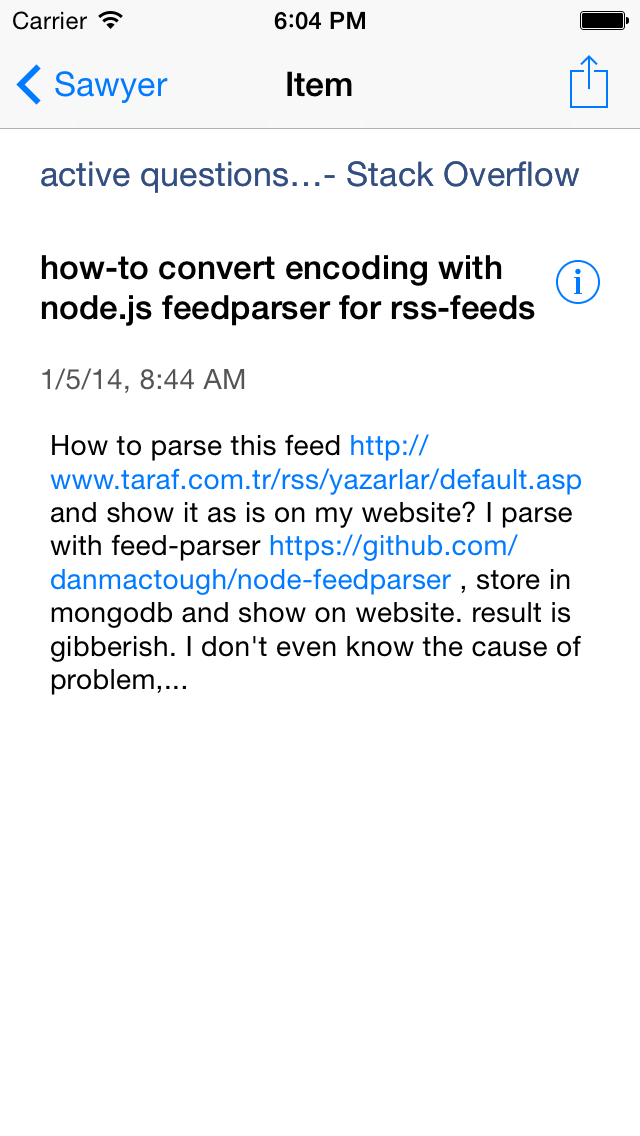 Carrier 6:04 PM
Sawyer Item
active questions...- Stack Overflow
how-to convert encoding with
node.js feedparser for rss-feeds
1/5/14, 8:44 AM
How to parse this feed http://
www.taraf.com.tr/rss/yazarlar/default.asp
and show it as is on my website? I parse
with feed-parser https://github.com/
danmactough/node-feedparser , store in
mongodb and show on website. result is
gibberish. I don't even know the cause of
problem,...